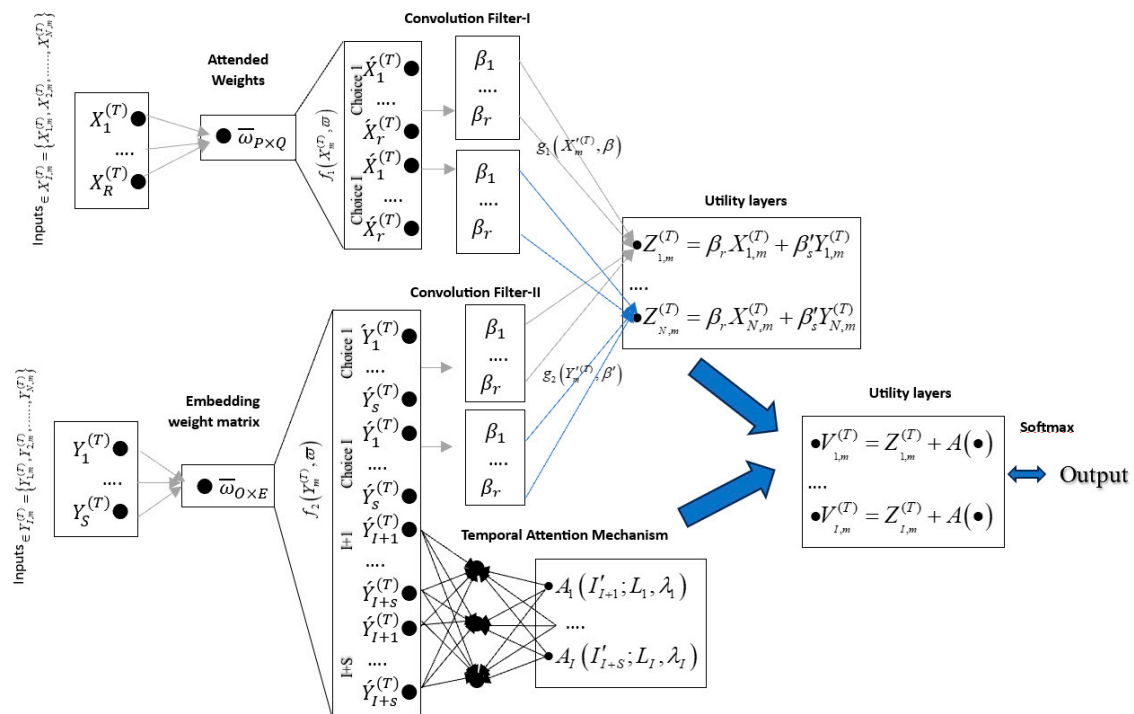 Convolution Filter-I
Inputs ∈ X_{I,m}^{(T)} = {X_{1,m}^{(T)}, X_{2,m}^{(T)}, ......, X_{N,m}^{(T)}}
Attended
Weights
X_1^{(T)}
....
X_R^{(T)}
ω̅_{P×Q}
f_1(X_m^{(T)}, ϖ)
Choice 1
X́_1^{(T)}
....
X́_r^{(T)}
Choice I
X́_1^{(T)}
....
X́_r^{(T)}
β_1
....
β_r
β_1
....
β_r
g_1(X'_m^{(T)}, β)
Utility layers
Z_{1,m}^{(T)} = β_r X_{1,m}^{(T)} + β'_s Y_{1,m}^{(T)}
....
Z_{N,m}^{(T)} = β_r X_{N,m}^{(T)} + β'_s Y_{N,m}^{(T)}
Convolution Filter-II
Inputs ∈ Y_{I,m}^{(T)} = {Y_{1,m}^{(T)}, Y_{2,m}^{(T)}, ......, Y_{N,m}^{(T)}}
Embedding
weight matrix
Y_1^{(T)}
....
Y_S^{(T)}
ω̅_{O×E}
f_2(Y_m^{(T)}, ϖ)
Choice 1
Ý_1^{(T)}
....
Ý_S^{(T)}
Choice I
Ý_1^{(T)}
....
Ý_S^{(T)}
I+1
Ý_{I+1}^{(T)}
....
Ý_{I+s}^{(T)}
I+S
Ý_{I+1}^{(T)}
....
Ý_{I+s}^{(T)}
β_1
....
β_r
β_1
....
β_r
g_2(Y'_m^{(T)}, β')
Temporal Attention Mechanism
A_1(I'_{I+1}; L_1, λ_1)
....
A_I(I'_{I+S}; L_I, λ_I)
Utility layers
V_{1,m}^{(T)} = Z_{1,m}^{(T)} + A(●)
....
V_{I,m}^{(T)} = Z_{I,m}^{(T)} + A(●)
Softmax
Output